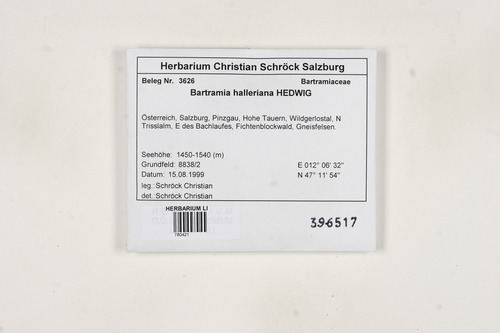 Herbarium Christian Schröck Salzburg
Beleg Nr. 3626 Bartramiaceae
Bartramia halleriana HEDWIG
Österreich, Salzburg, Pinzgau, Hohe Tauern, Wildgerlostal, N
Trisslalm, E des Bachlaufes, Fichtenblockwald, Gneisfelsen.
Seehöhe: 1450-1540 (m) E 012° 06' 32''
Grundfeld: 8838/2 N 47° 11' 54''
Datum: 15.08.1999
leg.: Schröck Christian
det.: Schröck Christian
HERBARIUM LI
780421
396517